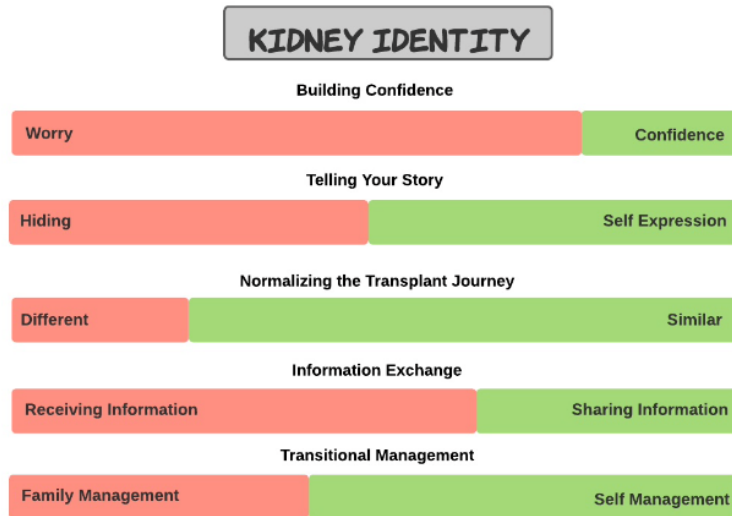 KIDNEY IDENTITY
Building Confidence
Worry Confidence
Telling Your Story
Hiding Self Expression
Normalizing the Transplant Journey
Different Similar
Information Exchange
Receiving Information Sharing Information
Transitional Management
Family Management Self Management